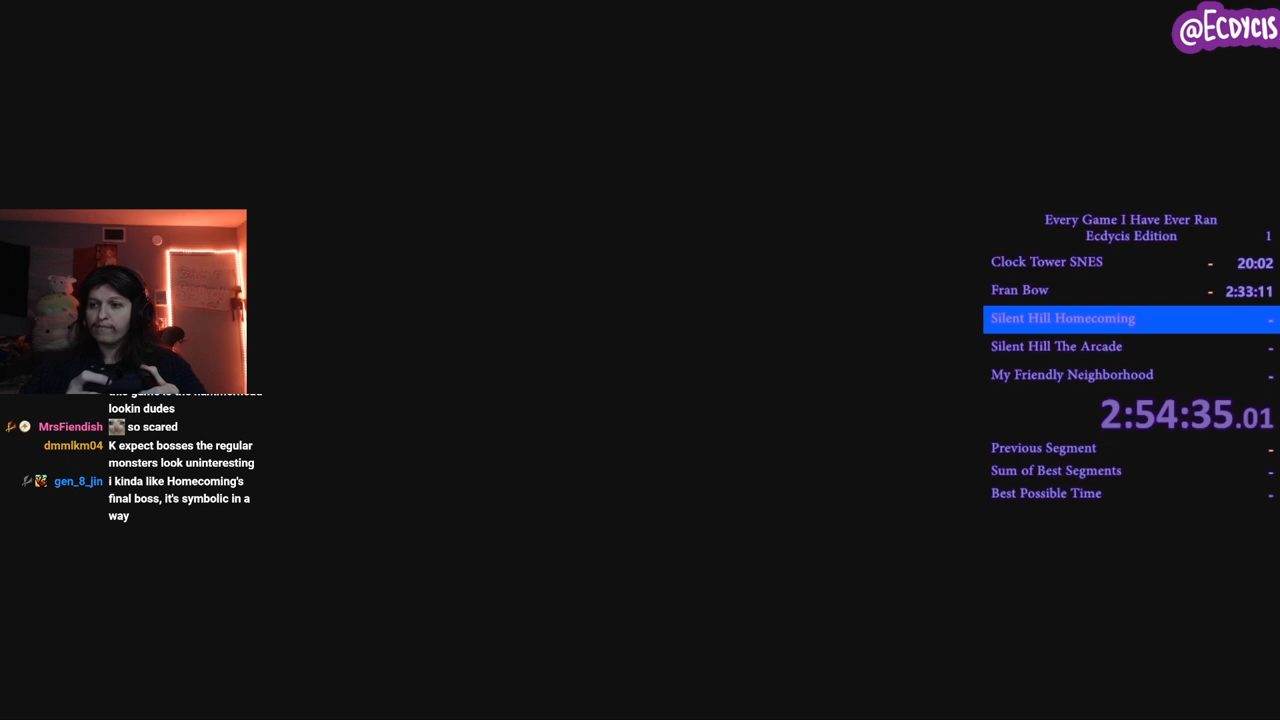 @ECDYCIS
Every Game I Have Ever Ran
Ecdycis Edition 1
Clock Tower SNES - 20:02
Fran Bow - 2:33:11
Silent Hill Homecoming -
Silent Hill The Arcade -
My Friendly Neighborhood -
2:54:35.01
Previous Segment -
Sum of Best Segments -
Best Possible Time -
lookin dudes
MrsFiendish so scared
dmmlkm04 K expect bosses the regular
monsters look uninteresting
gen_8_jin i kinda like Homecoming's
final boss, it's symbolic in a
way